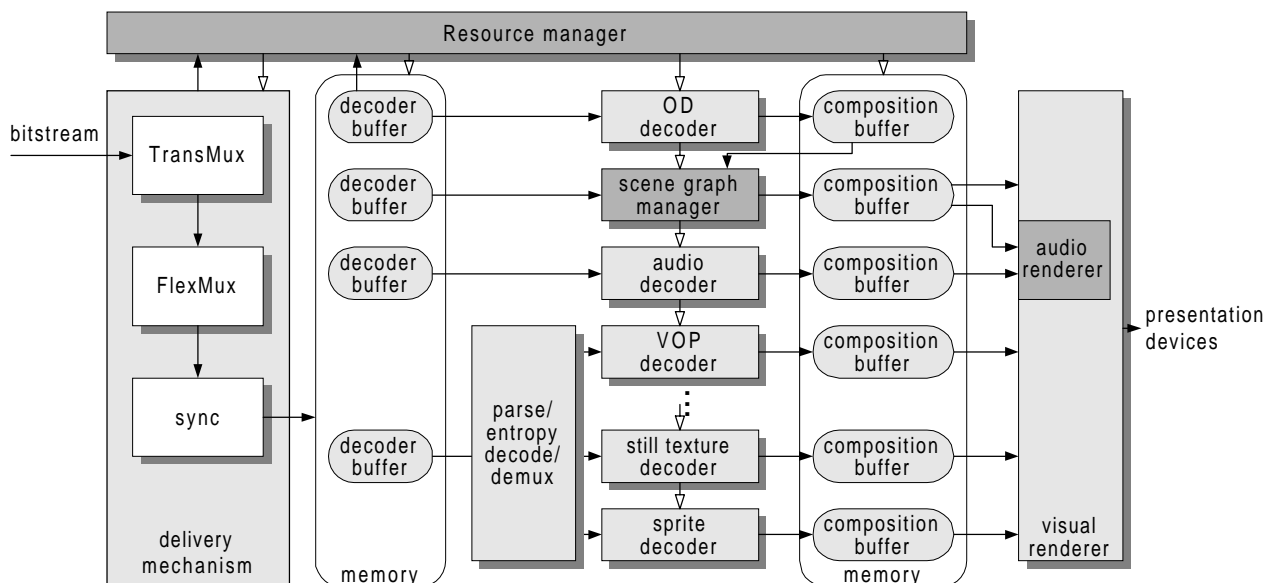 Resource manager
bitstream
TransMux
FlexMux
sync
delivery
mechanism
decoder
buffer
decoder
buffer
decoder
buffer
decoder
buffer
memory
parse/
entropy
decode/
demux
OD
decoder
scene graph
manager
audio
decoder
VOP
decoder
still texture
decoder
sprite
decoder
composition
buffer
composition
buffer
composition
buffer
composition
buffer
composition
buffer
composition
buffer
memory
audio
renderer
visual
renderer
presentation
devices